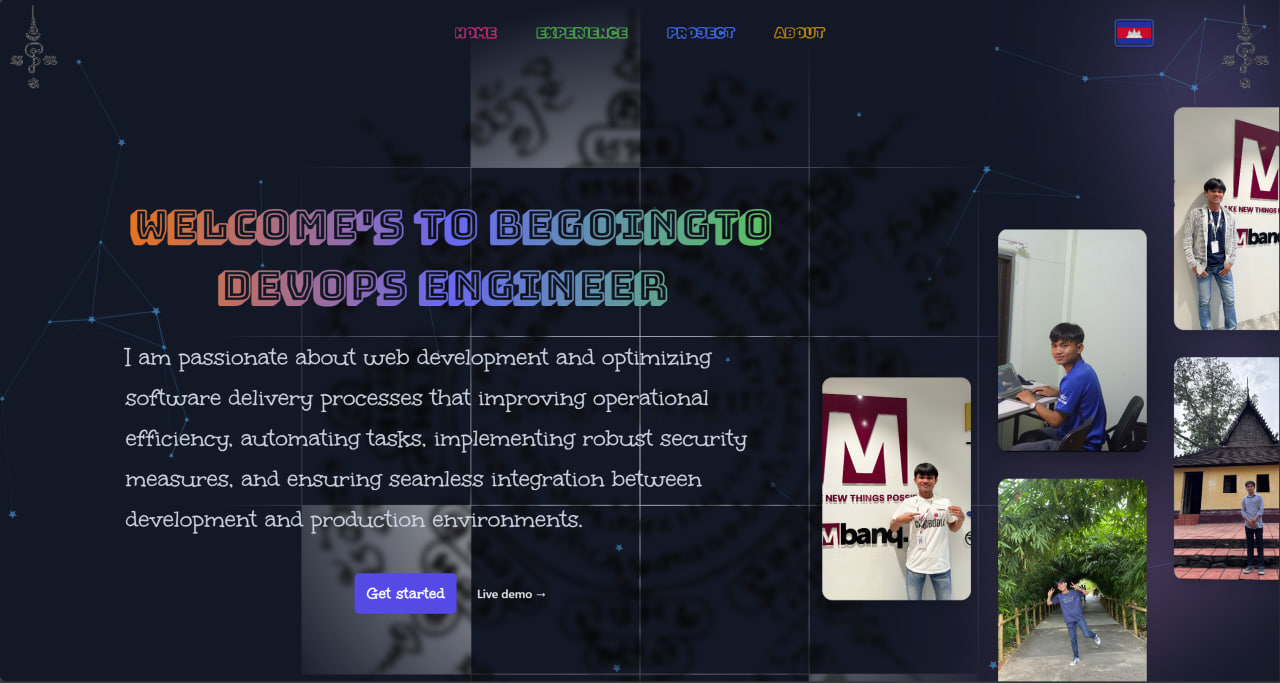 HOME EXPERIENCE PROJECT ABOUT
WELCOME'S TO BEGOINGTO
DEVOPS ENGINEER
I am passionate about web development and optimizing
software delivery processes that improving operational
efficiency, automating tasks, implementing robust security
measures, and ensuring seamless integration between
development and production environments.
Get started Live demo →
M
KE NEW THINGS
Mban
M
E NEW THINGS POSSI
Mbanq.